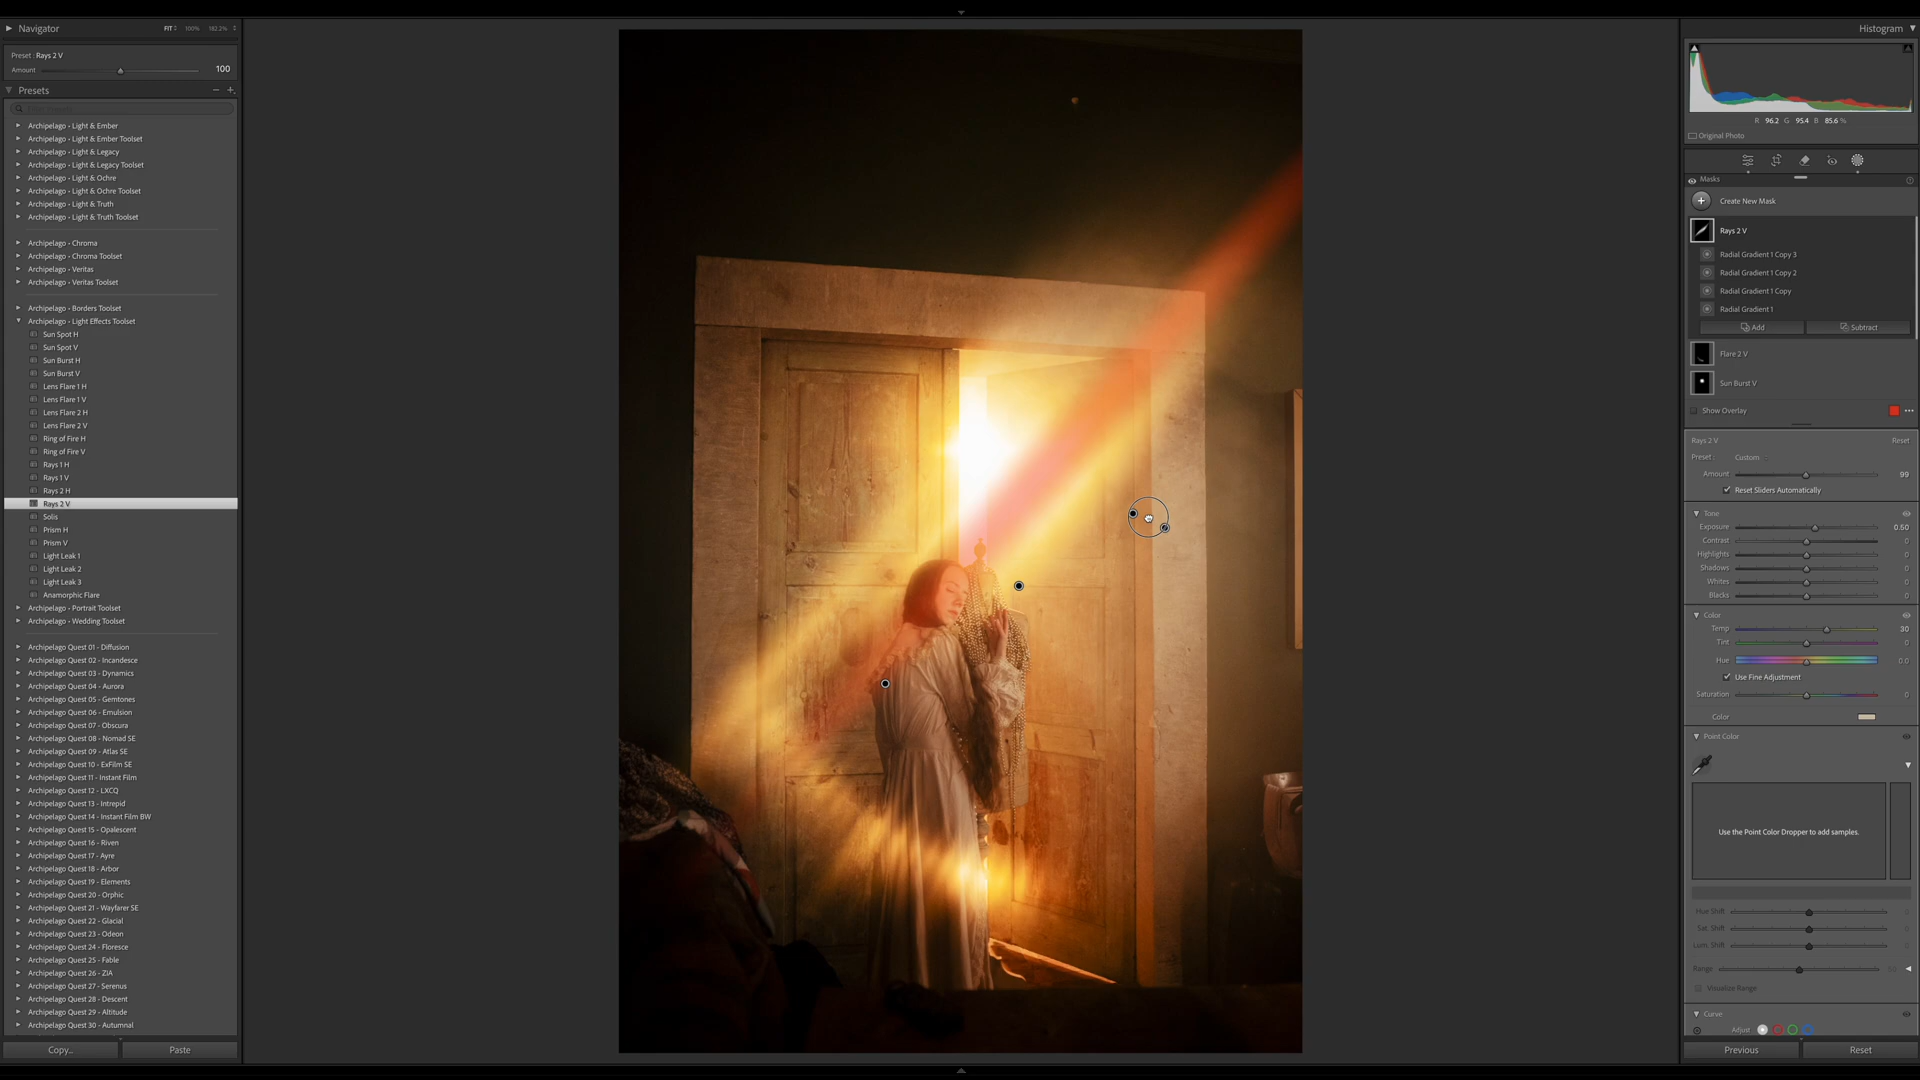 Navigator
FIT
100%
182.2%
Preset: Rays 2 V
Amount
100
Presets
Archipelago • Light & Ember
Archipelago • Light & Ember Toolset
Archipelago • Light & Legacy
Archipelago • Light & Legacy Toolset
Archipelago • Light & Ochre
Archipelago • Light & Ochre Toolset
Archipelago • Light & Truth
Archipelago • Light & Truth Toolset
Archipelago • Chroma
Archipelago • Chroma Toolset
Archipelago • Veritas
Archipelago • Veritas Toolset
Archipelago • Borders Toolset
Archipelago • Light Effects Toolset
Sun Spot H
Sun Spot V
Sun Burst H
Sun Burst V
Lens Flare 1 H
Lens Flare 1 V
Lens Flare 2 H
Lens Flare 2 V
Ring of Fire H
Ring of Fire V
Rays 1 H
Rays 1 V
Rays 2 H
Rays 2 V
Solis
Prism H
Prism V
Light Leak 1
Light Leak 2
Light Leak 3
Anamorphic Flare
Archipelago • Portrait Toolset
Archipelago • Wedding Toolset
Archipelago Quest 01 - Diffusion
Archipelago Quest 02 - Incandesce
Archipelago Quest 03 - Dynamics
Archipelago Quest 04 - Aurora
Archipelago Quest 05 - Gemtones
Archipelago Quest 06 - Emulsion
Archipelago Quest 07 - Obscura
Archipelago Quest 08 - Nomad SE
Archipelago Quest 09 - Atlas SE
Archipelago Quest 10 - ExFilm SE
Archipelago Quest 11 - Instant Film
Archipelago Quest 12 - LXCQ
Archipelago Quest 13 - Intrepid
Archipelago Quest 14 - Instant Film BW
Archipelago Quest 15 - Opalescent
Archipelago Quest 16 - Riven
Archipelago Quest 17 - Ayre
Archipelago Quest 18 - Arbor
Archipelago Quest 19 - Elements
Archipelago Quest 20 - Orphic
Archipelago Quest 21 - Wayfarer SE
Archipelago Quest 22 - Glacial
Archipelago Quest 23 - Odeon
Archipelago Quest 24 - Floresce
Archipelago Quest 25 - Fable
Archipelago Quest 26 - ZIA
Archipelago Quest 27 - Serenus
Archipelago Quest 28 - Descent
Archipelago Quest 29 - Altitude
Archipelago Quest 30 - Autumnal
Copy...
Paste
Histogram
R 96.2 G 95.4 B 85.6 %
Original Photo
Masks
Create New Mask
Rays 2 V
Radial Gradient 1 Copy 3
Radial Gradient 1 Copy 2
Radial Gradient 1 Copy
Radial Gradient 1
Add
Subtract
Flare 2 V
Sun Burst V
Show Overlay
Rays 2 V
Reset
Preset: Custom
Amount 99
Reset Sliders Automatically
Tone
Exposure 0.50
Contrast 0
Highlights 0
Shadows 0
Whites 0
Blacks 0
Color
Temp 30
Tint 0
Hue 0.0
Use Fine Adjustment
Saturation 0
Color
Point Color
Use the Point Color Dropper to add samples.
Hue Shift
Sat. Shift
Lum. Shift
Range
Visualize Range
Curve
Adjust
Previous
Reset